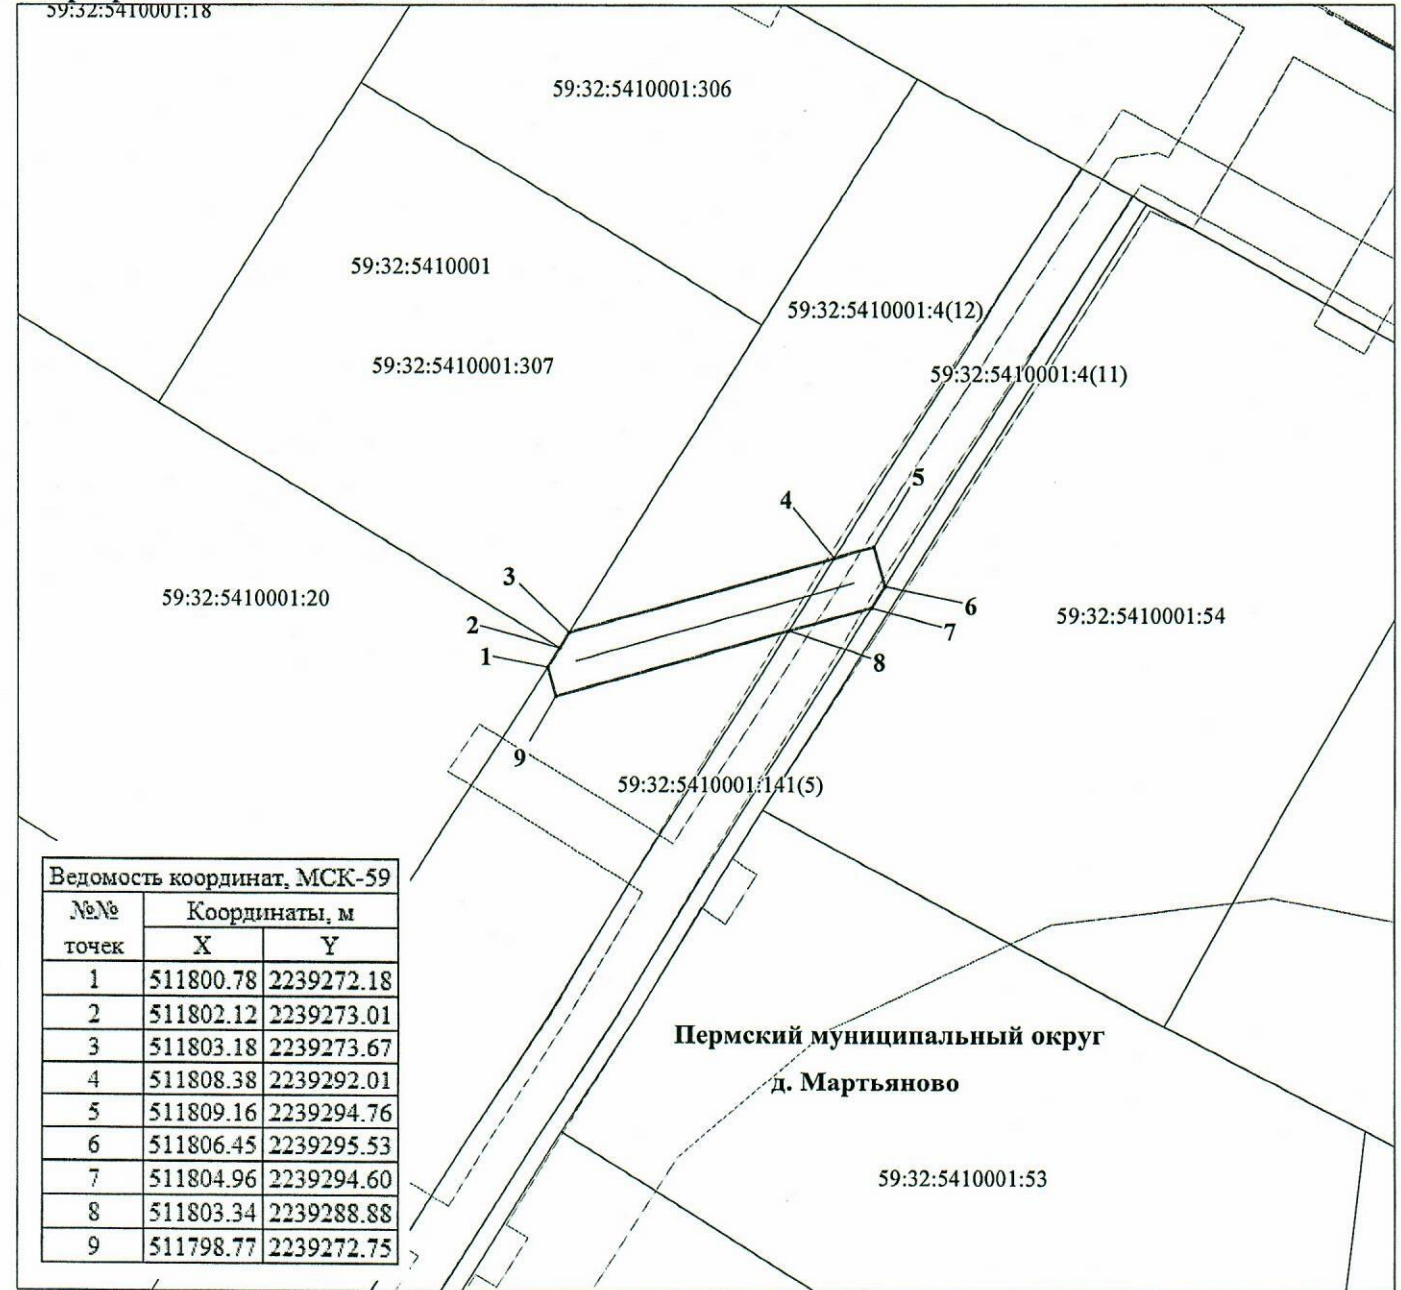 59:32:5410001:18
59:32:5410001:306
59:32:5410001
59:32:5410001:4(12)
59:32:5410001:307
59:32:5410001:4(11)
5
4
3
59:32:5410001:20
6
59:32:5410001:54
2
7
1
8
9
59:32:5410001:141(5)
Ведомость координат, МСК-59
№№ точек Координаты, м
X Y
1 511800.78 2239272.18
2 511802.12 2239273.01
3 511803.18 2239273.67
4 511808.38 2239292.01
5 511809.16 2239294.76
6 511806.45 2239295.53
7 511804.96 2239294.60
8 511803.34 2239288.88
9 511798.77 2239272.75
Пермский муниципальный округ
д. Мартьяново
59:32:5410001:53